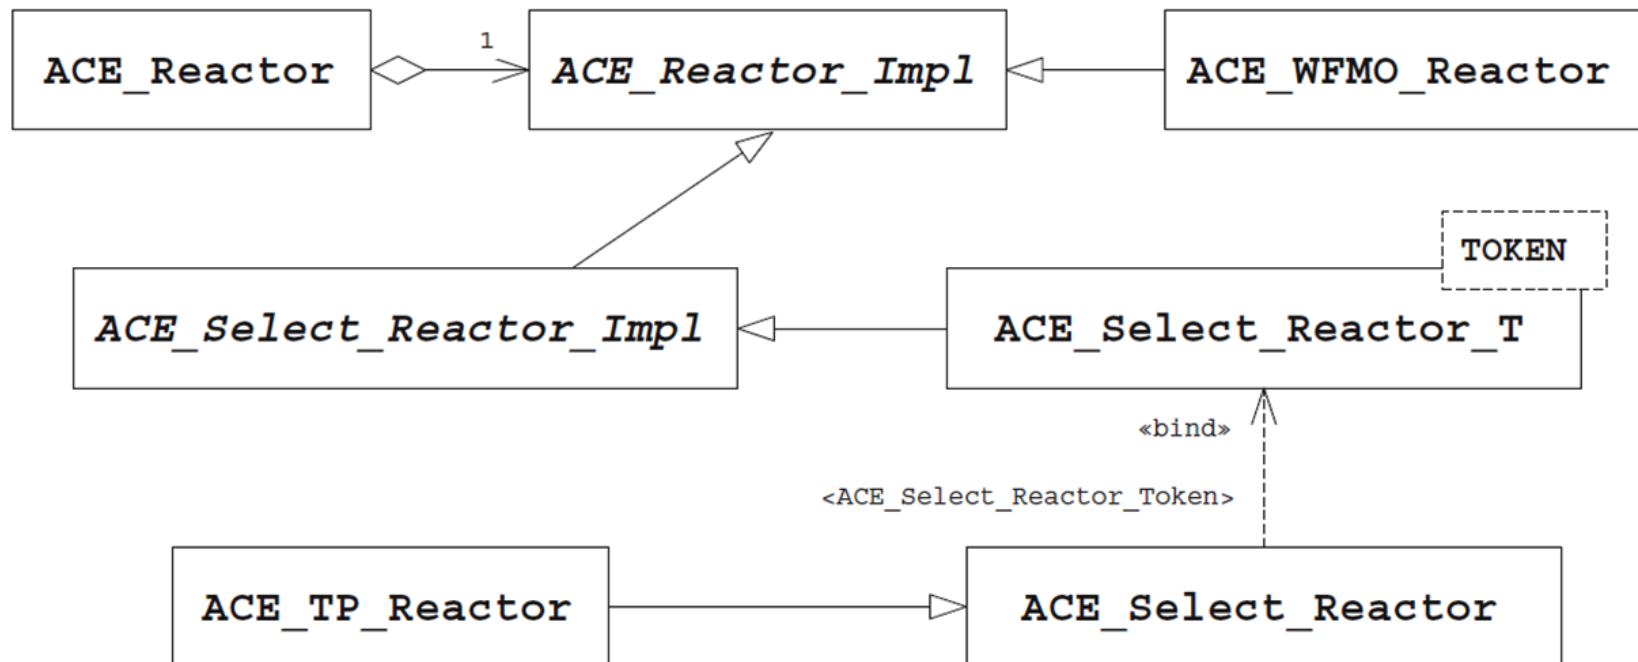 ACE_Reactor
1
ACE_Reactor_Impl
ACE_WFMO_Reactor
TOKEN
ACE_Select_Reactor_Impl
ACE_Select_Reactor_T
«bind»
<ACE_Select_Reactor_Token>
ACE_TP_Reactor
ACE_Select_Reactor